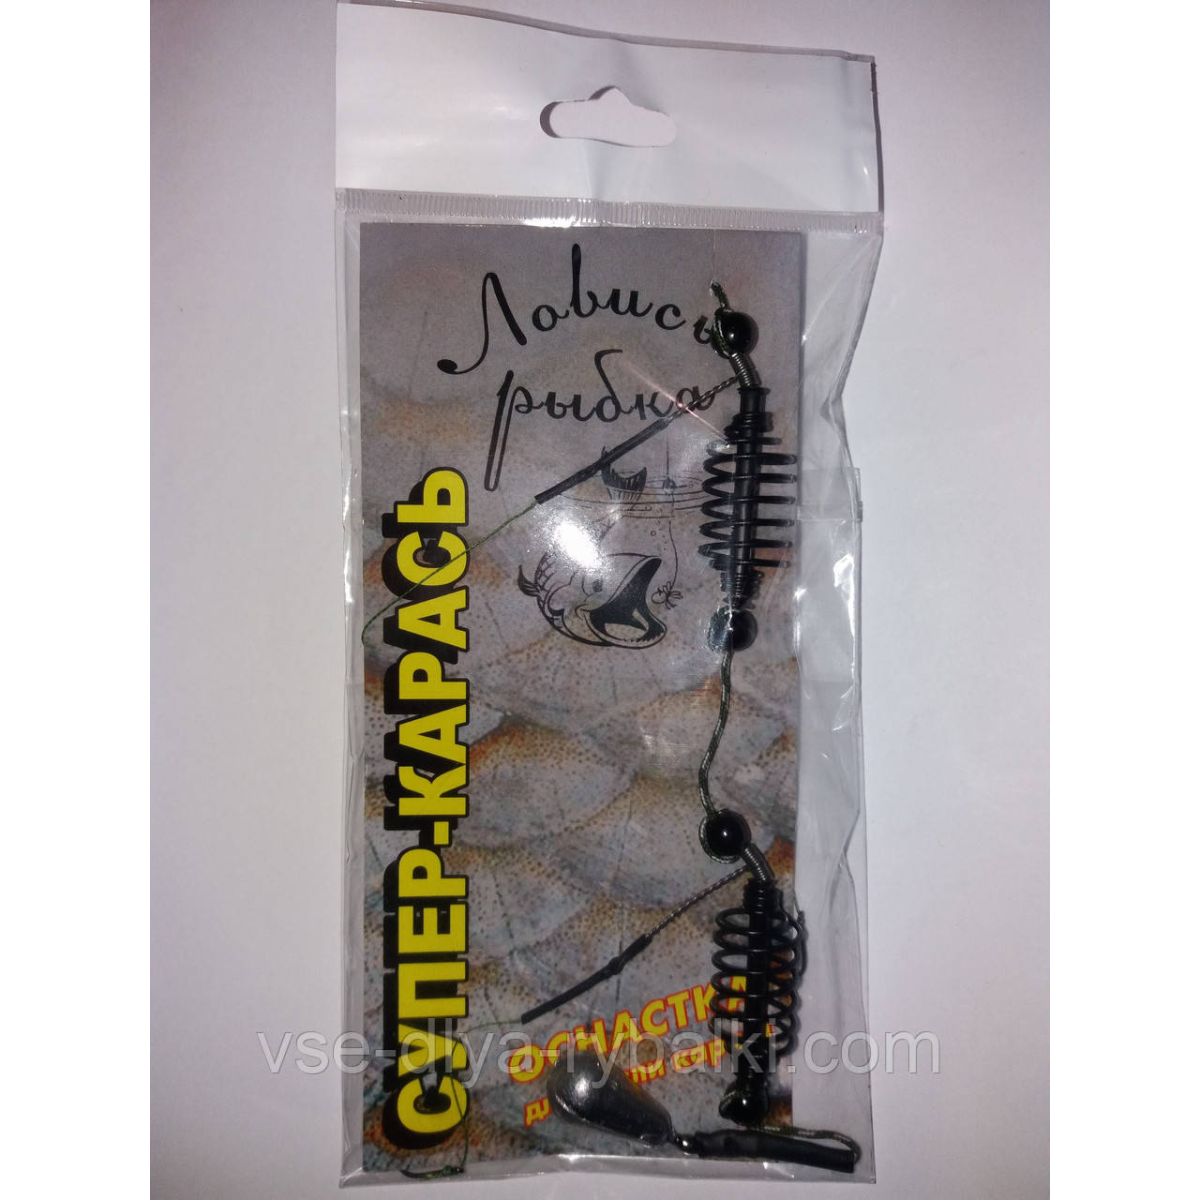 Ловись
рыбка
СУПЕР-КАРАСЬ
ОСНАСТКА
vse-dlya-rybalki.com